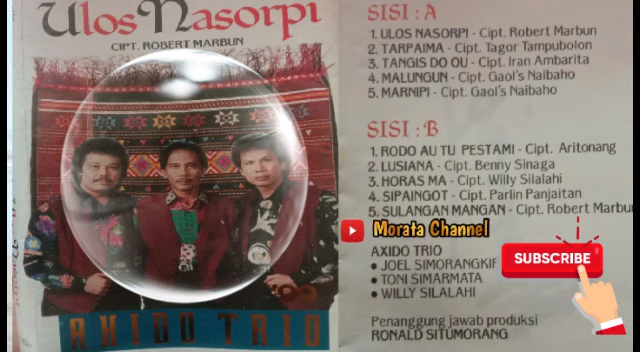 Ulos Nasorpi
CIPT. ROBERT MARBUN
AXIDO TRIO
SISI : A
1. ULOS NASORPI - Cipt. Robert Marbun
2. TARPAIMA - Cipt. Tagor Tampubolon
3. TANGIS DO OU - Cipt. Iran Ambarita
4. MALUNGUN - Cipt. Gaol's Naibaho
5. MARNIPI - Cipt. Gaol's Naibaho
SISI : B
1. RODO AU TU PESTAMI - Cipt. Aritonang
2. LUSIANA - Cipt. Benny Sinaga
3. HORAS MA - Cipt. Willy Silalahi
4. SIPAINGOT - Cipt. Parlin Panjaitan
5. SULANGAN MANGAN - Cipt. Robert Marbun
Morata Channel
AXIDO TRIO
• JOEL SIMORANGKIR
• TONI SIMARMATA
• WILLY SILALAHI
SUBSCRIBE
Penanggung jawab produksi
RONALD SITUMORANG